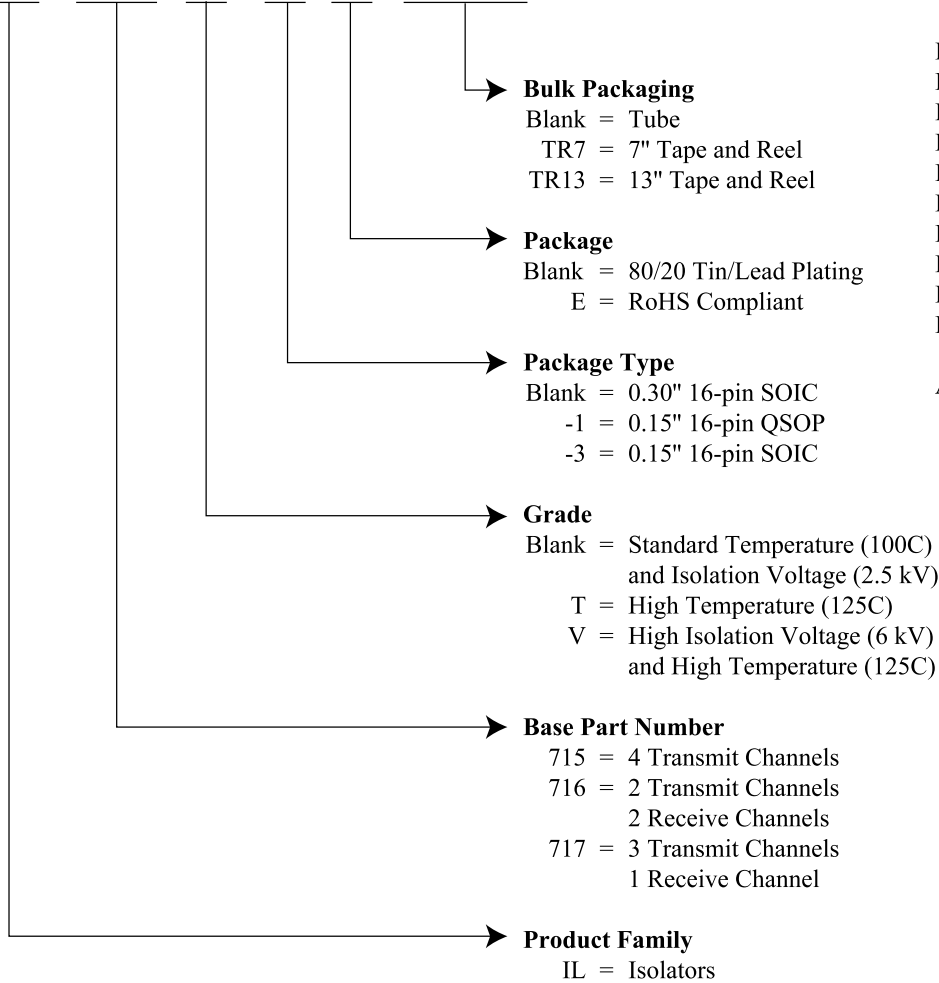 Bulk Packaging
Blank = Tube
TR7 = 7" Tape and Reel
TR13 = 13" Tape and Reel
Package
Blank = 80/20 Tin/Lead Plating
E = RoHS Compliant
Package Type
Blank = 0.30" 16-pin SOIC
-1 = 0.15" 16-pin QSOP
-3 = 0.15" 16-pin SOIC
Grade
Blank = Standard Temperature (100C)
and Isolation Voltage (2.5 kV)
T = High Temperature (125C)
V = High Isolation Voltage (6 kV)
and High Temperature (125C)
Base Part Number
715 = 4 Transmit Channels
716 = 2 Transmit Channels
2 Receive Channels
717 = 3 Transmit Channels
1 Receive Channel
Product Family
IL = Isolators